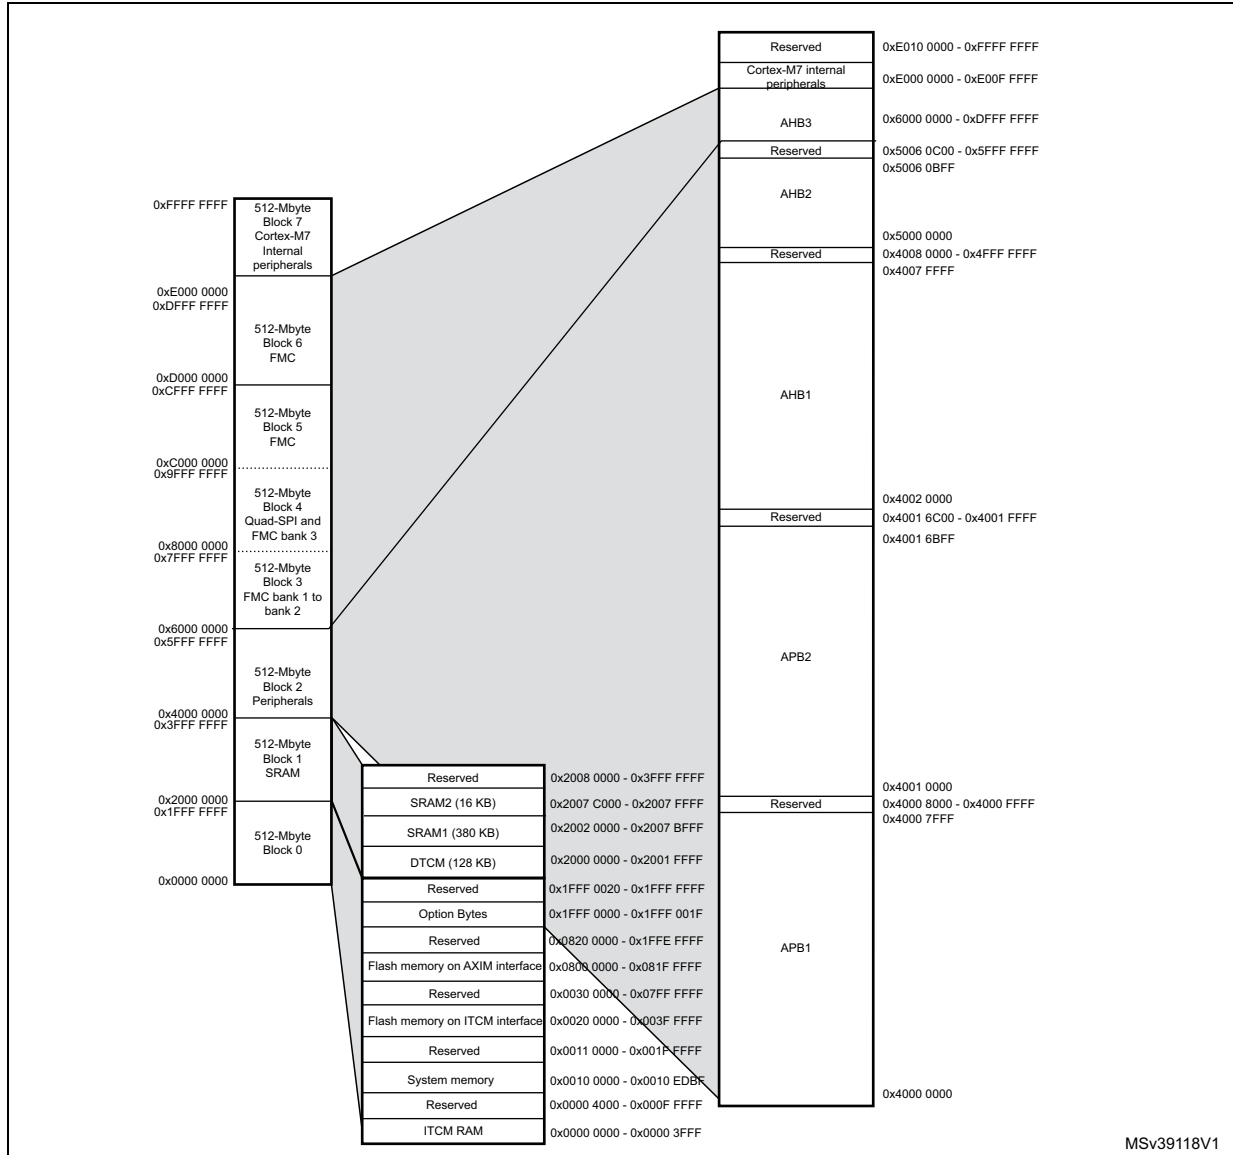 0xFFFF FFFF
512-Mbyte
Block 7
Cortex-M7
Internal
peripherals
0xE000 0000
0xDFFF FFFF
512-Mbyte
Block 6
FMC
0xD000 0000
0xCFFF FFFF
512-Mbyte
Block 5
FMC
0xC000 0000
0x9FFF FFFF
512-Mbyte
Block 4
Quad-SPI and
FMC bank 3
0x8000 0000
0x7FFF FFFF
512-Mbyte
Block 3
FMC bank 1 to
bank 2
0x6000 0000
0x5FFF FFFF
512-Mbyte
Block 2
Peripherals
0x4000 0000
0x3FFF FFFF
512-Mbyte
Block 1
SRAM
0x2000 0000
0x1FFF FFFF
512-Mbyte
Block 0
0x0000 0000
Reserved 0x2008 0000 - 0x3FFF FFFF
SRAM2 (16 KB) 0x2007 C000 - 0x2007 FFFF
SRAM1 (380 KB) 0x2002 0000 - 0x2007 BFFF
DTCM (128 KB) 0x2000 0000 - 0x2001 FFFF
Reserved 0x1FFF 0020 - 0x1FFF FFFF
Option Bytes 0x1FFF 0000 - 0x1FFF 001F
Reserved 0x0820 0000 - 0x1FFE FFFF
Flash memory on AXIM interface 0x0800 0000 - 0x081F FFFF
Reserved 0x0030 0000 - 0x07FF FFFF
Flash memory on ITCM interface 0x0020 0000 - 0x003F FFFF
Reserved 0x0011 0000 - 0x001F FFFF
System memory 0x0010 0000 - 0x0010 EDBF
Reserved 0x0000 4000 - 0x000F FFFF
ITCM RAM 0x0000 0000 - 0x0000 3FFF
Reserved 0xE010 0000 - 0xFFFF FFFF
Cortex-M7 internal
peripherals 0xE000 0000 - 0xE00F FFFF
AHB3 0x6000 0000 - 0xDFFF FFFF
Reserved 0x5006 0C00 - 0x5FFF FFFF
0x5006 0BFF
AHB2
0x5000 0000
Reserved 0x4008 0000 - 0x4FFF FFFF
0x4007 FFFF
AHB1
0x4002 0000
Reserved 0x4001 6C00 - 0x4001 FFFF
0x4001 6BFF
APB2
0x4001 0000
Reserved 0x4000 8000 - 0x4000 FFFF
0x4000 7FFF
APB1
0x4000 0000
MSv39118V1